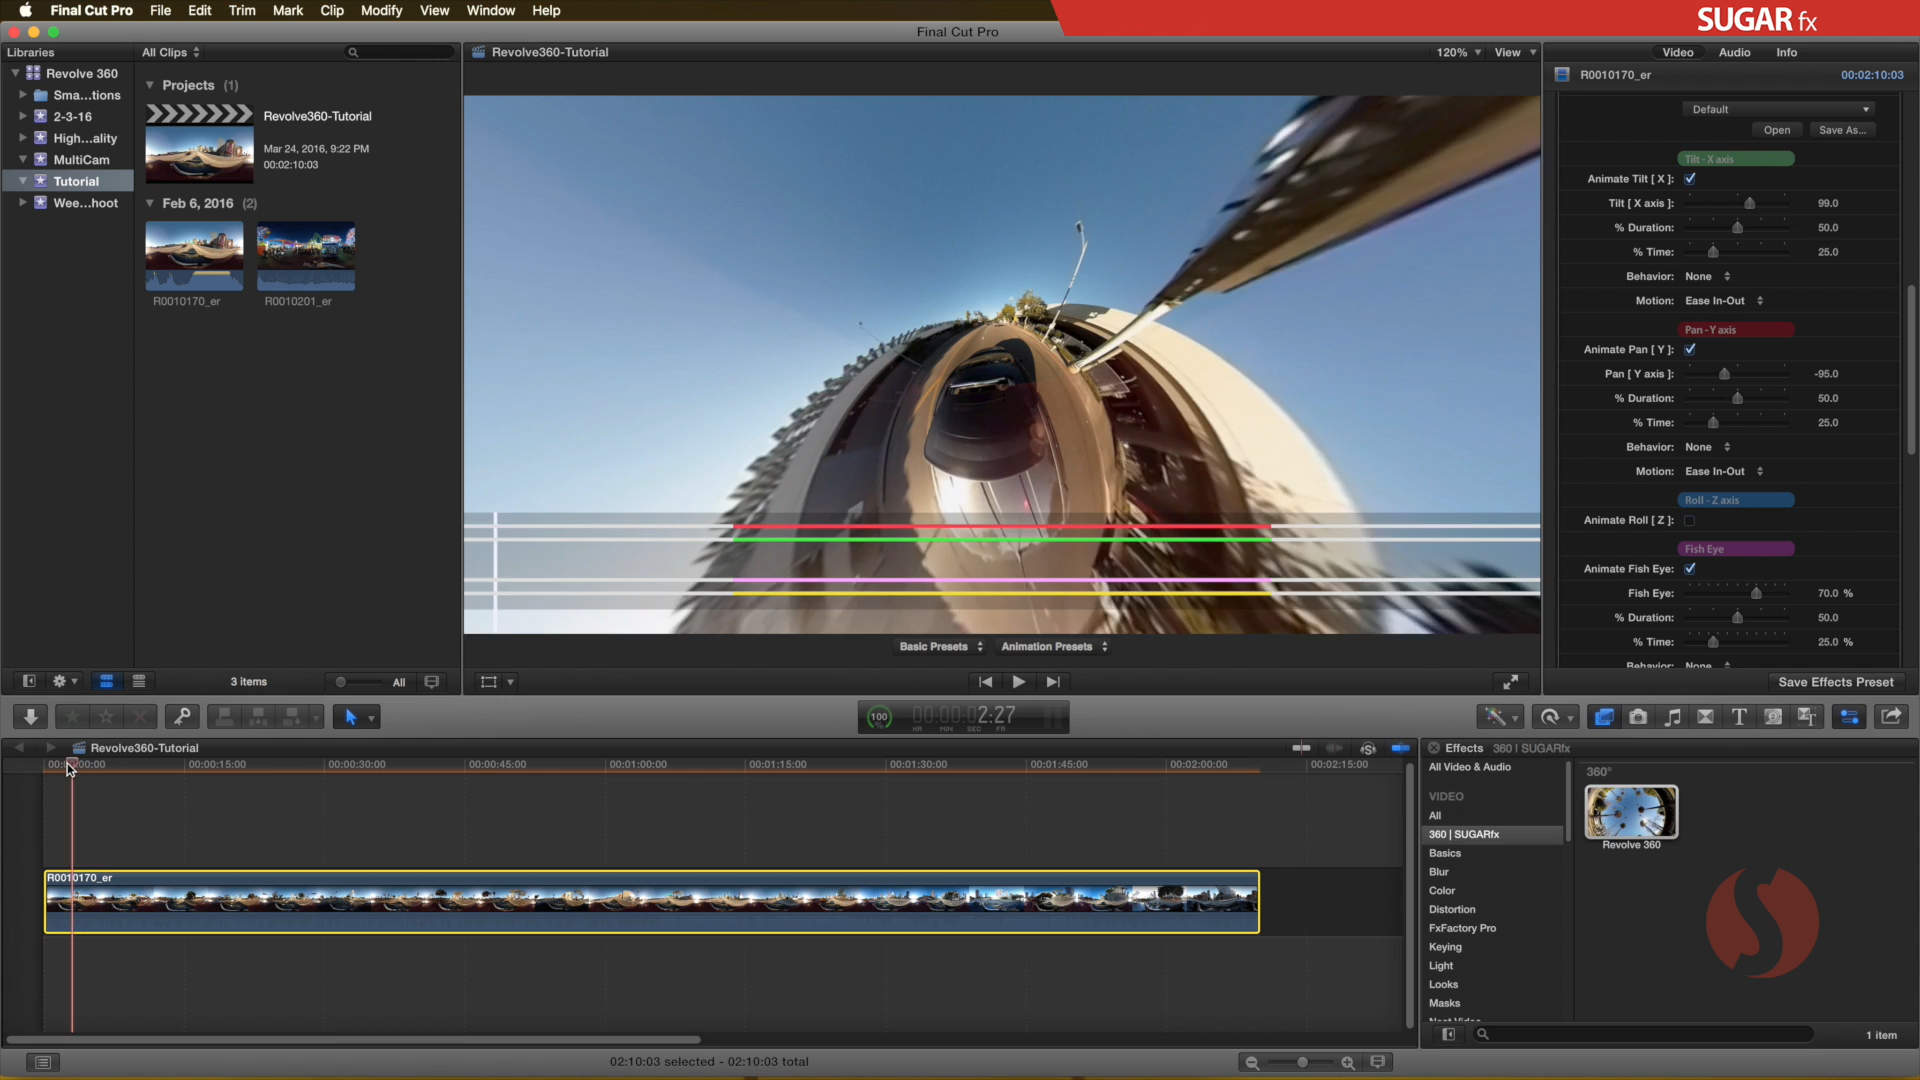 Final Cut Pro File Edit Trim Mark Clip Modify View Window Help
SUGAR fx
Final Cut Pro
Libraries
All Clips
Revolve360-Tutorial
120%
View
Video Audio Info
R0010170_er
00:02:10:03
Revolve 360
Sma...tions
2-3-16
High...ality
MultiCam
Tutorial
Wee...hoot
Projects (1)
Revolve360-Tutorial
Mar 24, 2016, 9:22 PM
00:02:10:03
Feb 6, 2016 (2)
R0010170_er
R0010201_er
Default
Open Save As...
Tilt - X axis
Animate Tilt [ X ]:
Tilt [ X axis ]: 99.0
% Duration: 50.0
% Time: 25.0
Behavior: None
Motion: Ease In-Out
Pan - Y axis
Animate Pan [ Y ]:
Pan [ Y axis ]: -95.0
% Duration: 50.0
% Time: 25.0
Behavior: None
Motion: Ease In-Out
Roll - Z axis
Animate Roll [ Z ]:
Fish Eye
Animate Fish Eye:
Fish Eye: 70.0 %
% Duration: 50.0
% Time: 25.0 %
Behavior: None
Basic Presets Animation Presets
3 items
All
Save Effects Preset
100 %
00:00:02:27
HR MIN SEC FR
Revolve360-Tutorial
00:00:15:00 00:00:30:00 00:00:45:00 00:01:00:00 00:01:15:00 00:01:30:00 00:01:45:00 00:02:00:00 00:02:15:00
R0010170_er
Effects 360 | SUGARfx
All Video & Audio
VIDEO
All
360 | SUGARfx
Basics
Blur
Color
Distortion
FxFactory Pro
Keying
Light
Looks
Masks
360°
Revolve 360
1 item
02:10:03 selected - 02:10:03 total